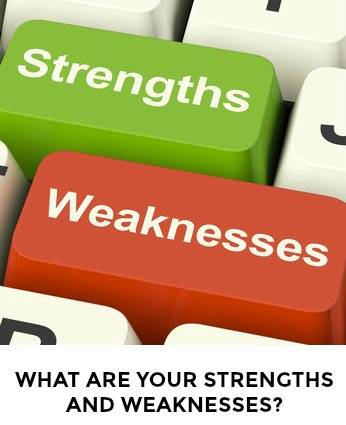 Strengths
J
Weaknesses
WHAT ARE YOUR STRENGTHS
AND WEAKNESSES?